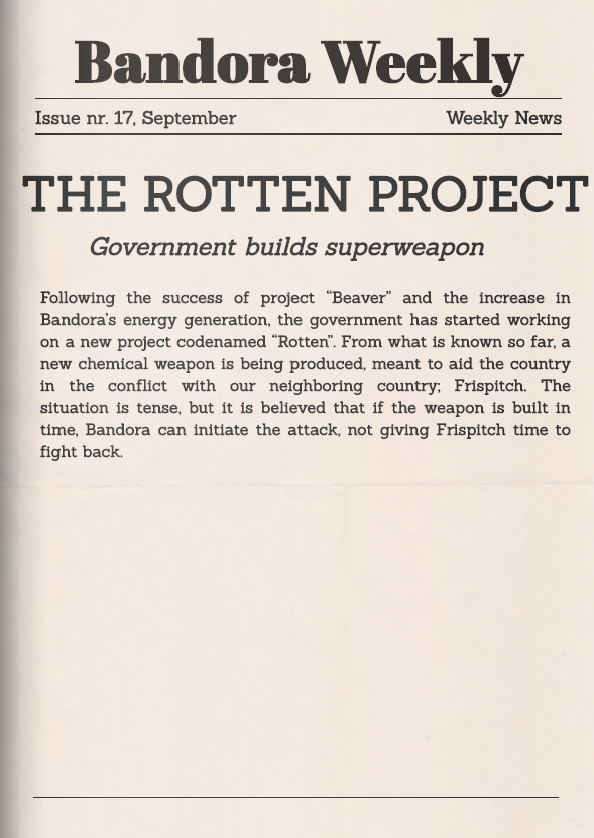 Bandora Weekly
Issue nr. 17, September
Weekly News
THE ROTTEN PROJECT
Government builds superweapon
Following the success of project “Beaver” and the increase in
Bandora’s energy generation, the government has started working
on a new project codenamed “Rotten”. From what is known so far, a
new chemical weapon is being produced, meant to aid the country
in the conflict with our neighboring country; Frispitch. The
situation is tense, but it is believed that if the weapon is built in
time, Bandora can initiate the attack, not giving Frispitch time to
fight back.